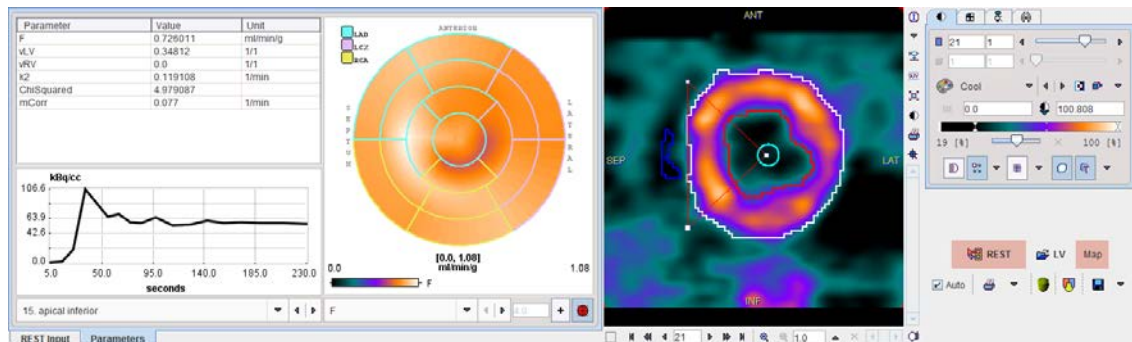 Parameter Value Unit
F 0.726011 ml/min/g
vLV 0.34812 1/1
vRV 0.0 1/1
k2 0.119108 1/min
ChiSquared 4.979087
mCorr 0.077 1/min
kBq/cc
106.6
63.9
42.6
0.0
5.0 50.0 95.0 140.0 185.0 230.0
seconds
15. apical inferior
REST Input Parameters
LAD
LCX
RCA
ANTERIOR
SEPTUM
LATERAL
[0.0, 1.08]
0.0 ml/min/g 1.08
F
F 4.0
ANT
SEP LAT
INF
21 1.0
21 1
1 1
Cool
0.0 100.808
19 [%] 100 [%]
REST LV Map
Auto